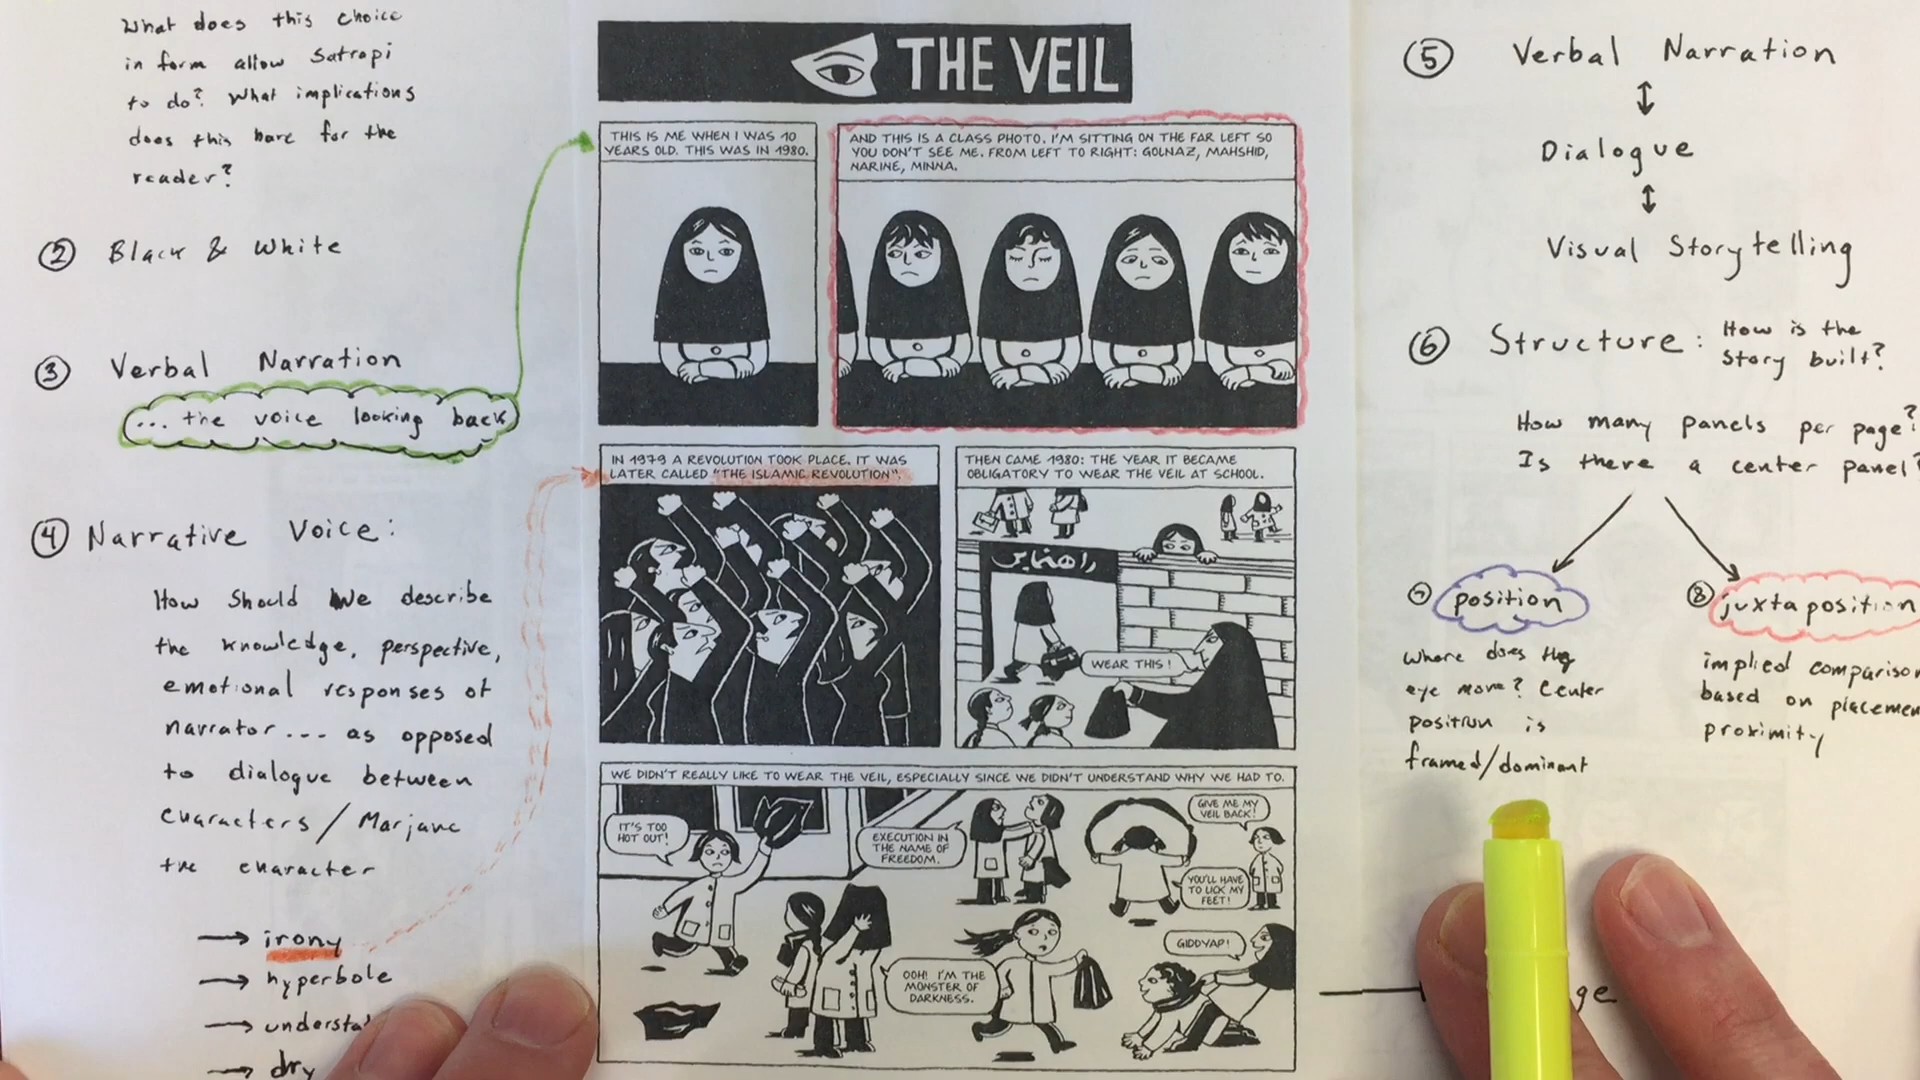 What does this choice
in form allow Satrapi
to do? What implications
does this have for the
reader?
② Black & White
③ Verbal Narration
... the voice looking back
④ Narrative Voice:
How should we describe
the knowledge, perspective,
emotional responses of
narrator... as opposed
to dialogue between
characters / Marjane
the character
→ irony
→ hyperbole
→ dry
THE VEIL
THIS IS ME WHEN I WAS 10
YEARS OLD. THIS WAS IN 1980.
AND THIS IS A CLASS PHOTO. I'M SITTING ON THE FAR LEFT SO
YOU DON'T SEE ME. FROM LEFT TO RIGHT: GOLNAZ, MAHSHID,
NARINE, MINNA.
IN 1979 A REVOLUTION TOOK PLACE. IT WAS
LATER CALLED "THE ISLAMIC REVOLUTION".
THEN CAME 1980: THE YEAR IT BECAME
OBLIGATORY TO WEAR THE VEIL AT SCHOOL.
WEAR THIS!
WE DIDN'T REALLY LIKE TO WEAR THE VEIL, ESPECIALLY SINCE WE DIDN'T UNDERSTAND WHY WE HAD TO.
IT'S TOO
HOT OUT!
EXECUTION IN
THE NAME OF
FREEDOM.
GIVE ME MY
VEIL BACK!
YOU'LL HAVE
TO LICK MY
FEET!
OOH! I'M THE
MONSTER OF
DARKNESS.
GIDDYAP!
⑤ Verbal Narration
↕
Dialogue
↕
Visual Storytelling
⑥ Structure: How is the
story built?
How many panels per page?
Is there a center panel?
⑦ position
where does the
eye move? Center
position is
framed/dominant
⑧ juxtaposition
implied comparison
based on placement
proximity